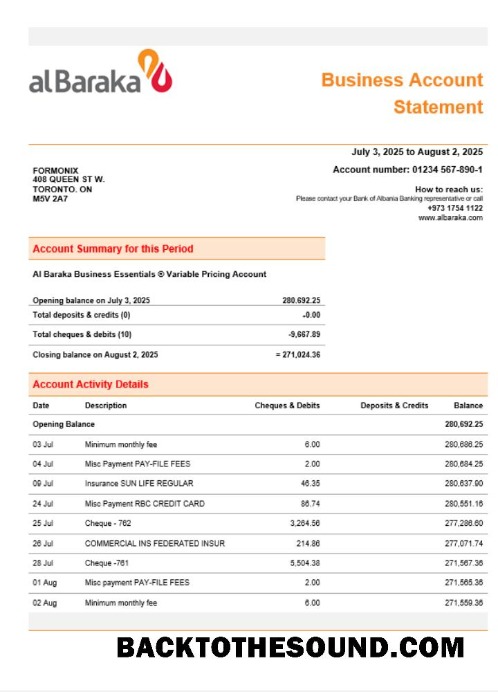 al Baraka
Business Account
Statement
July 3, 2025 to August 2, 2025
Account number: 01234 567-890-1
FORMONIX
408 QUEEN ST W.
TORONTO. ON
M5V 2A7
How to reach us:
Please contact your Bank of Albania Banking representative or call
+973 1754 1122
www.albaraka.com
Account Summary for this Period
Al Baraka Business Essentials ® Variable Pricing Account
Opening balance on July 3, 2025 280.692.25
Total deposits & credits (0) -0.00
Total cheques & debits (10) -9,667.89
Closing balance on August 2, 2025 = 271,024.36
Account Activity Details
Date Description Cheques & Debits Deposits & Credits Balance
Opening Balance 280,692.25
03 Jul Minimum monthly fee 6.00 280,686.25
04 Jul Misc Payment PAY-FILE FEES 2.00 280,684.25
09 Jul Insurance SUN LIFE REGULAR 46.35 280,637.90
24 Jul Misc Payment RBC CREDIT CARD 86.74 280,551.16
25 Jul Cheque - 762 3,264.56 277,286.60
26 Jul COMMERCIAL INS FEDERATED INSUR 214.86 277,071.74
28 Jul Cheque -761 5,504.38 271,567.36
01 Aug Misc payment PAY-FILE FEES 2.00 271,565.36
02 Aug Minimum monthly fee 6.00 271,559.36
BACKTOTHESOUND.COM